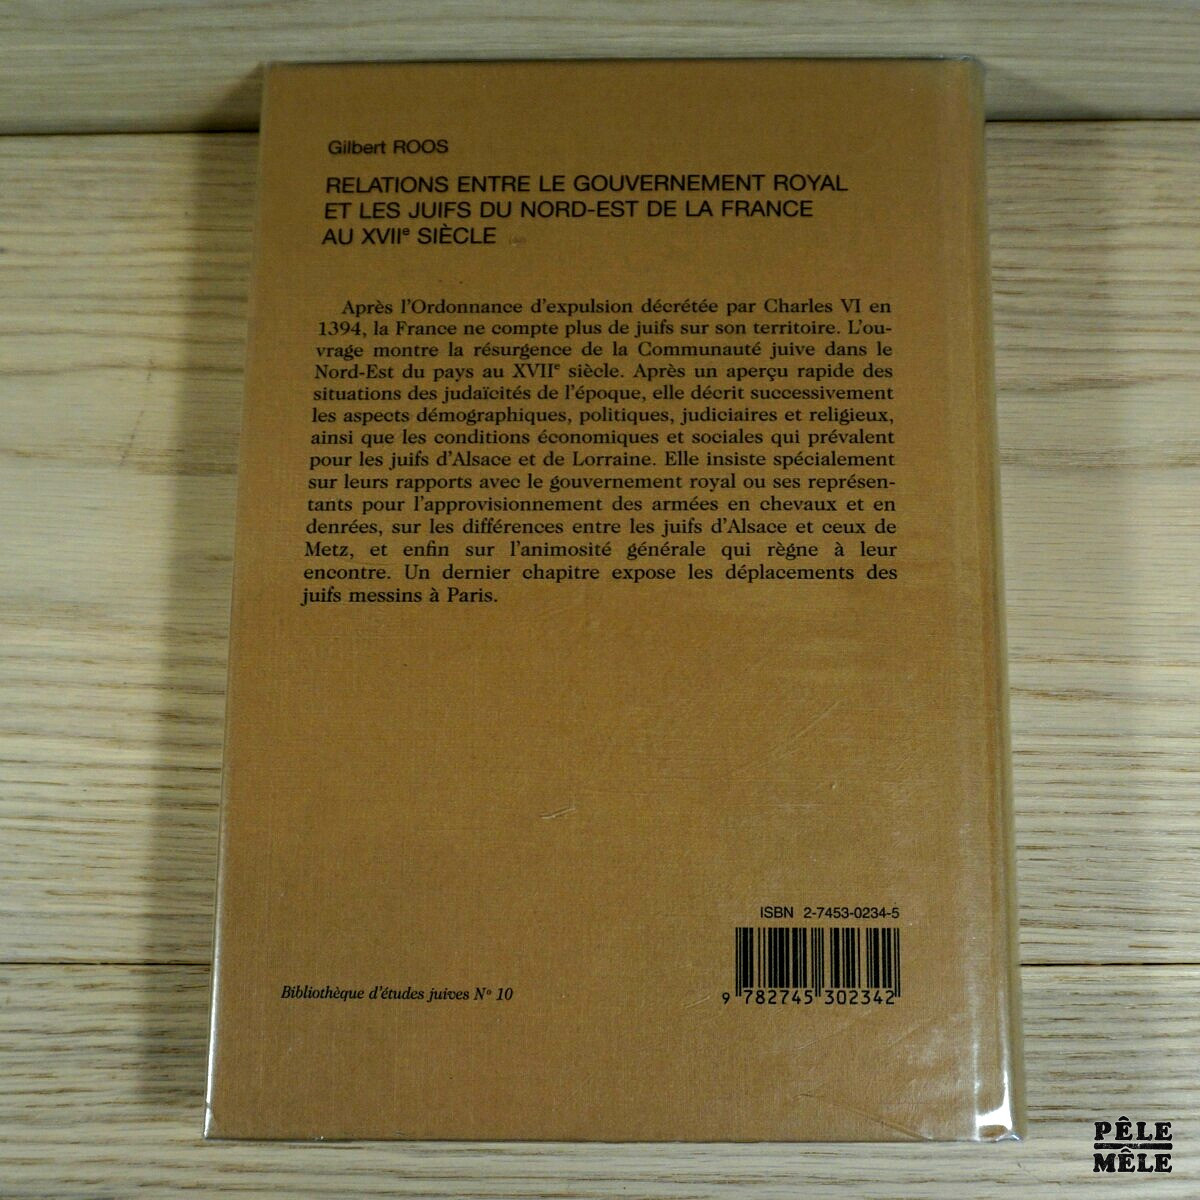 Gilbert ROOS
RELATIONS ENTRE LE GOUVERNEMENT ROYAL
ET LES JUIFS DU NORD-EST DE LA FRANCE
AU XVIIe SIÈCLE
Après l'Ordonnance d'expulsion décrétée par Charles VI en
1394, la France ne compte plus de juifs sur son territoire. L'ou-
vrage montre la résurgence de la Communauté juive dans le
Nord-Est du pays au XVIIe siècle. Après un aperçu rapide des
situations des judaïcités de l'époque, elle décrit successivement
les aspects démographiques, politiques, judiciaires et religieux,
ainsi que les conditions économiques et sociales qui prévalent
pour les juifs d'Alsace et de Lorraine. Elle insiste spécialement
sur leurs rapports avec le gouvernement royal ou ses représen-
tants pour l'approvisionnement des armées en chevaux et en
denrées, sur les différences entre les juifs d'Alsace et ceux de
Metz, et enfin sur l'animosité générale qui règne à leur
encontre. Un dernier chapitre expose les déplacements des
juifs messins à Paris.
ISBN 2-7453-0234-5
9 782745 302342
Bibliothèque d'études juives No 10
PÊLE
MÊLE